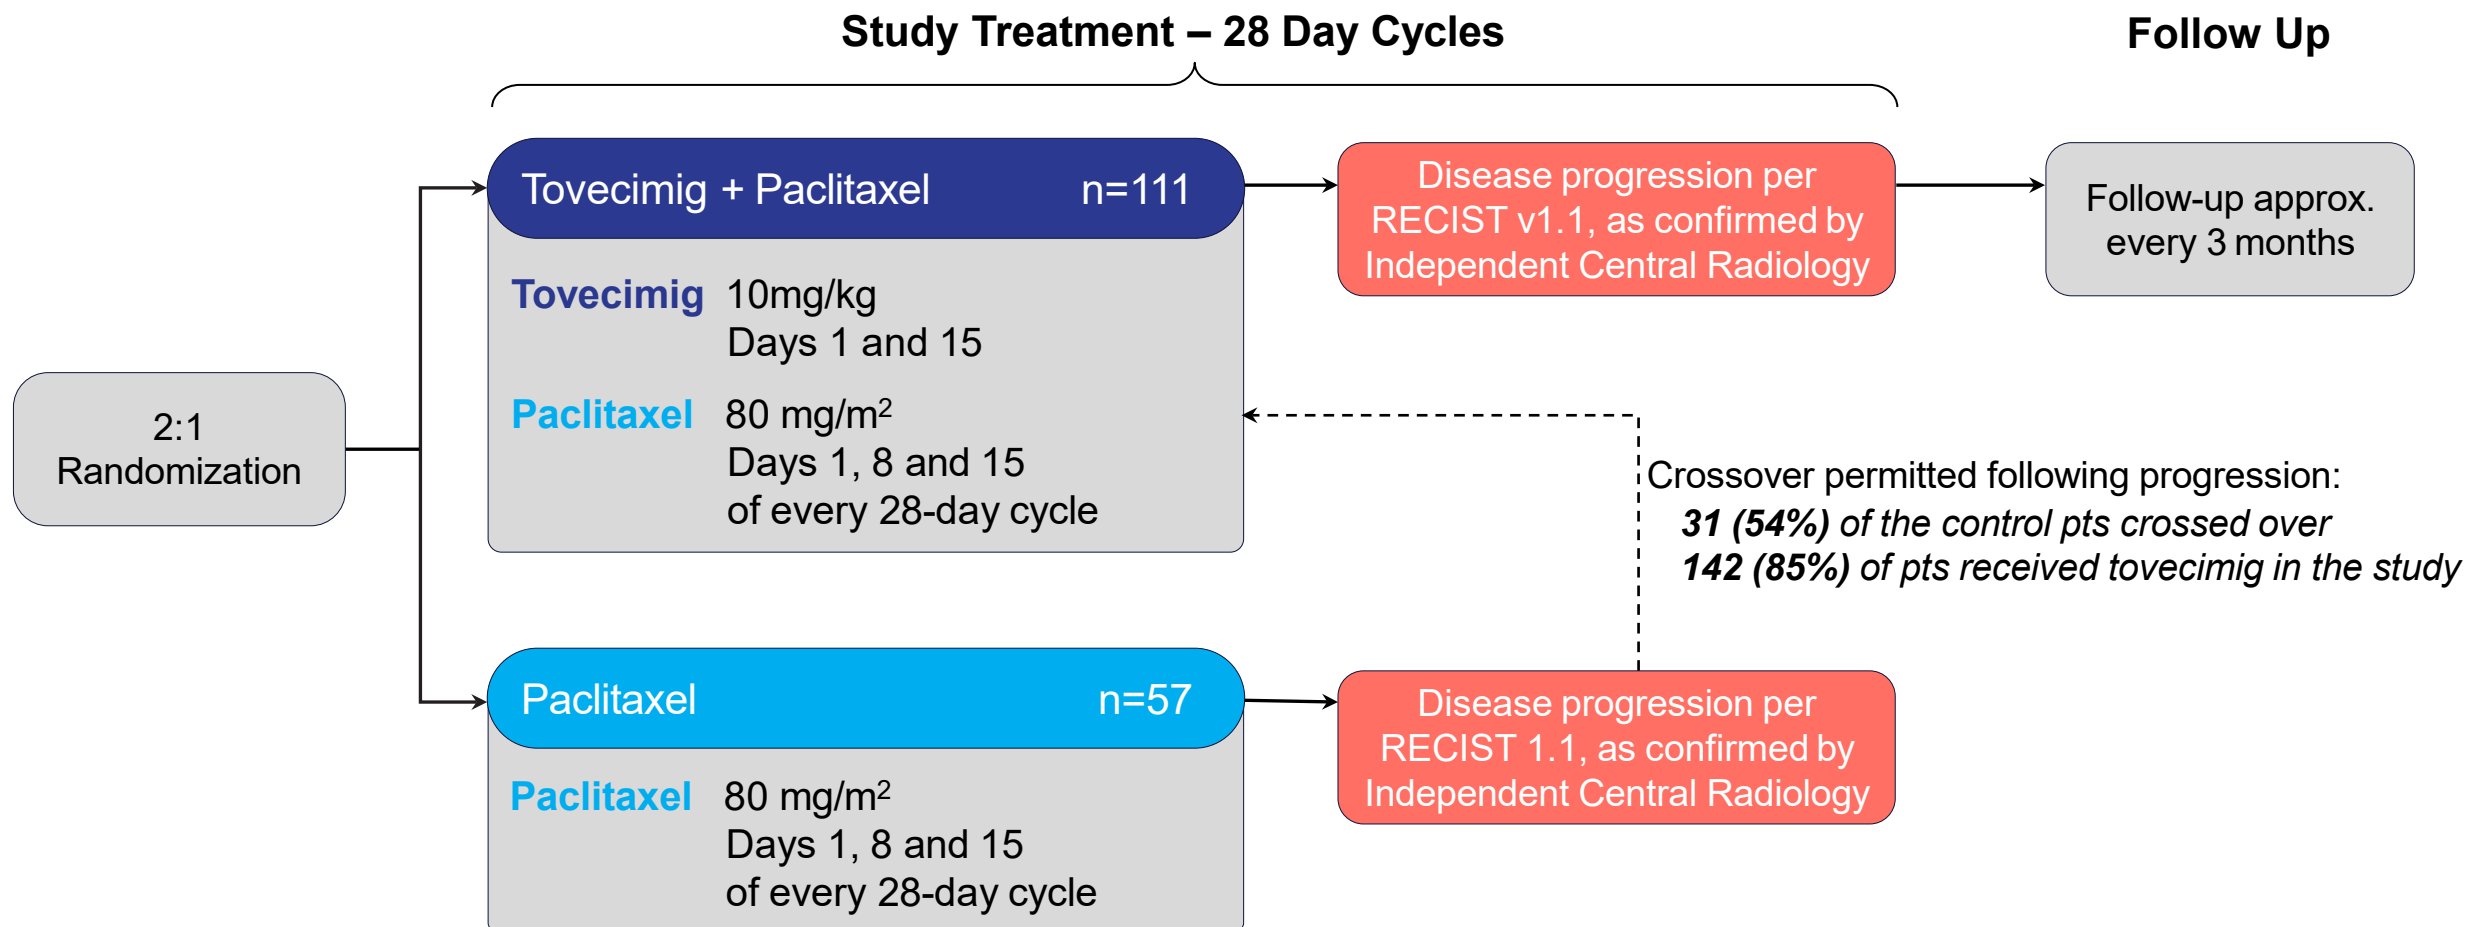 Study Treatment – 28 Day Cycles
Follow Up
2:1
Randomization
Tovecimig + Paclitaxel n=111
Tovecimig 10mg/kg
Days 1 and 15
Paclitaxel 80 mg/m²
Days 1, 8 and 15
of every 28-day cycle
Disease progression per
RECIST v1.1, as confirmed by
Independent Central Radiology
Follow-up approx.
every 3 months
Crossover permitted following progression:
31 (54%) of the control pts crossed over
142 (85%) of pts received tovecimig in the study
Paclitaxel n=57
Paclitaxel 80 mg/m²
Days 1, 8 and 15
of every 28-day cycle
Disease progression per
RECIST 1.1, as confirmed by
Independent Central Radiology